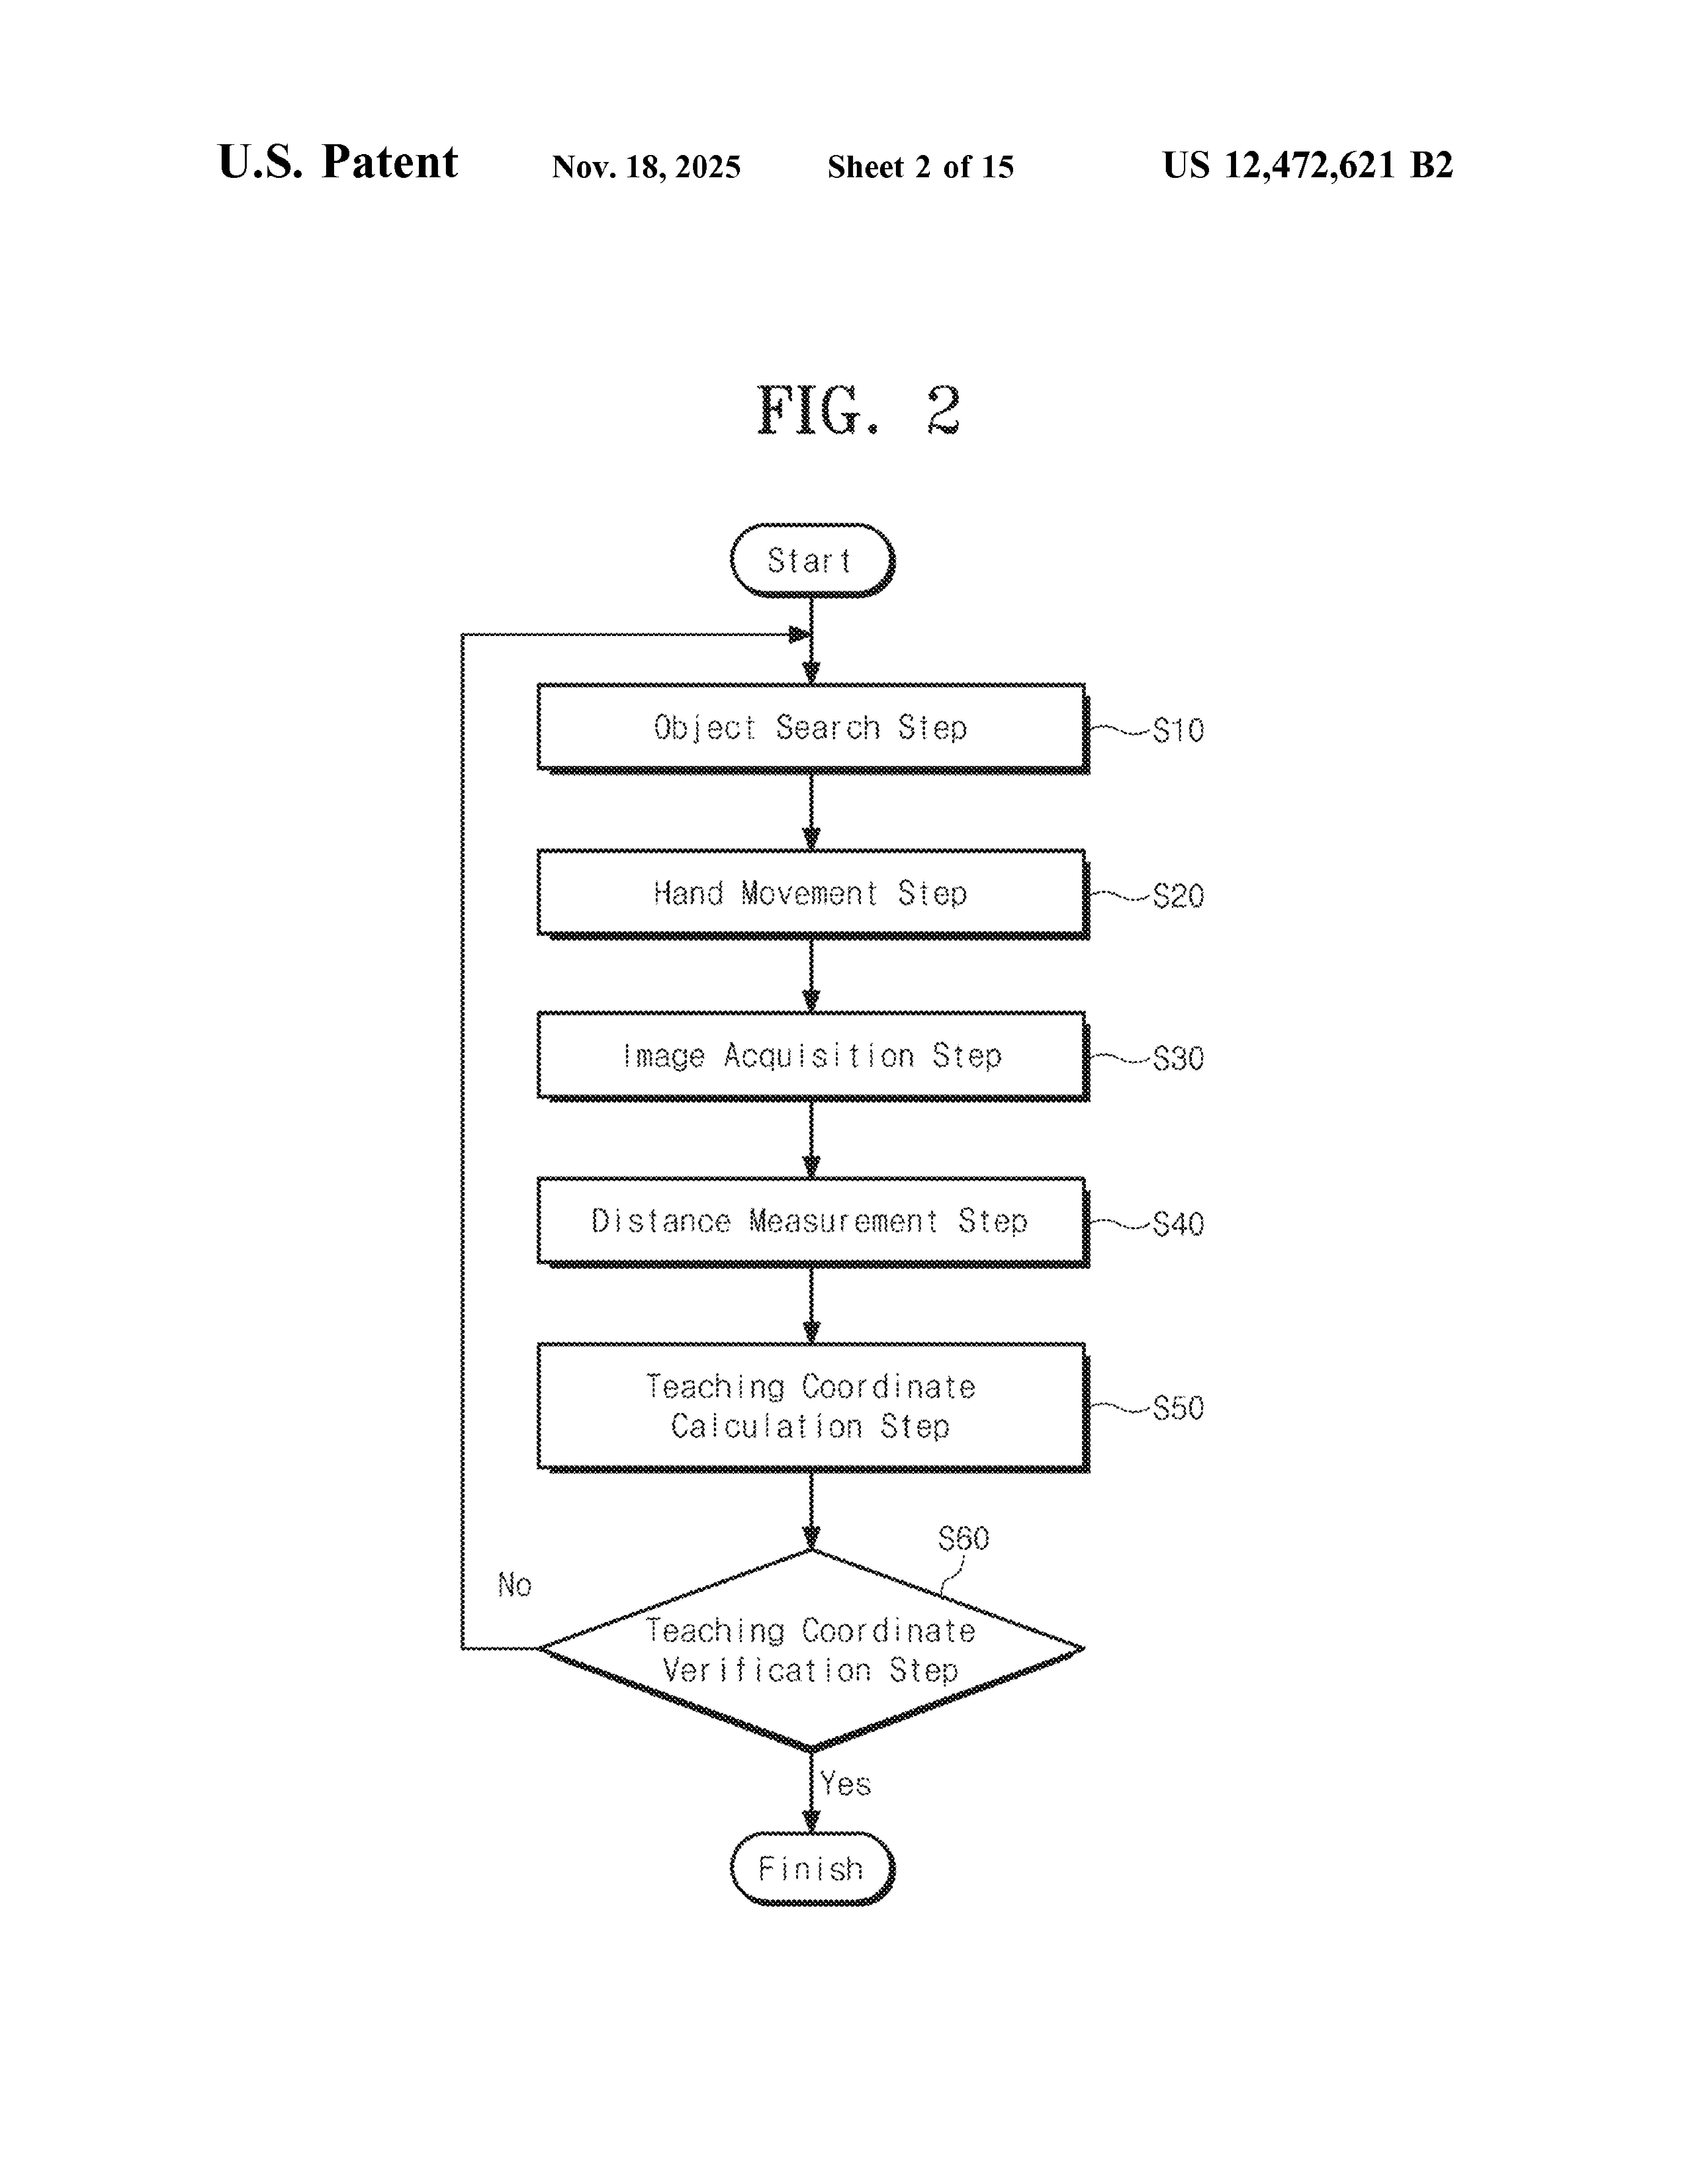 U.S. Patent Nov. 18, 2025 Sheet 2 of 15 US 12,472,621 B2
FIG. 2
Start
Object Search Step S10
Hand Movement Step S20
Image Acquisition Step S30
Distance Measurement Step S40
Teaching Coordinate
Calculation Step
S50
S60
No
Teaching Coordinate
Verification Step
Yes
Finish